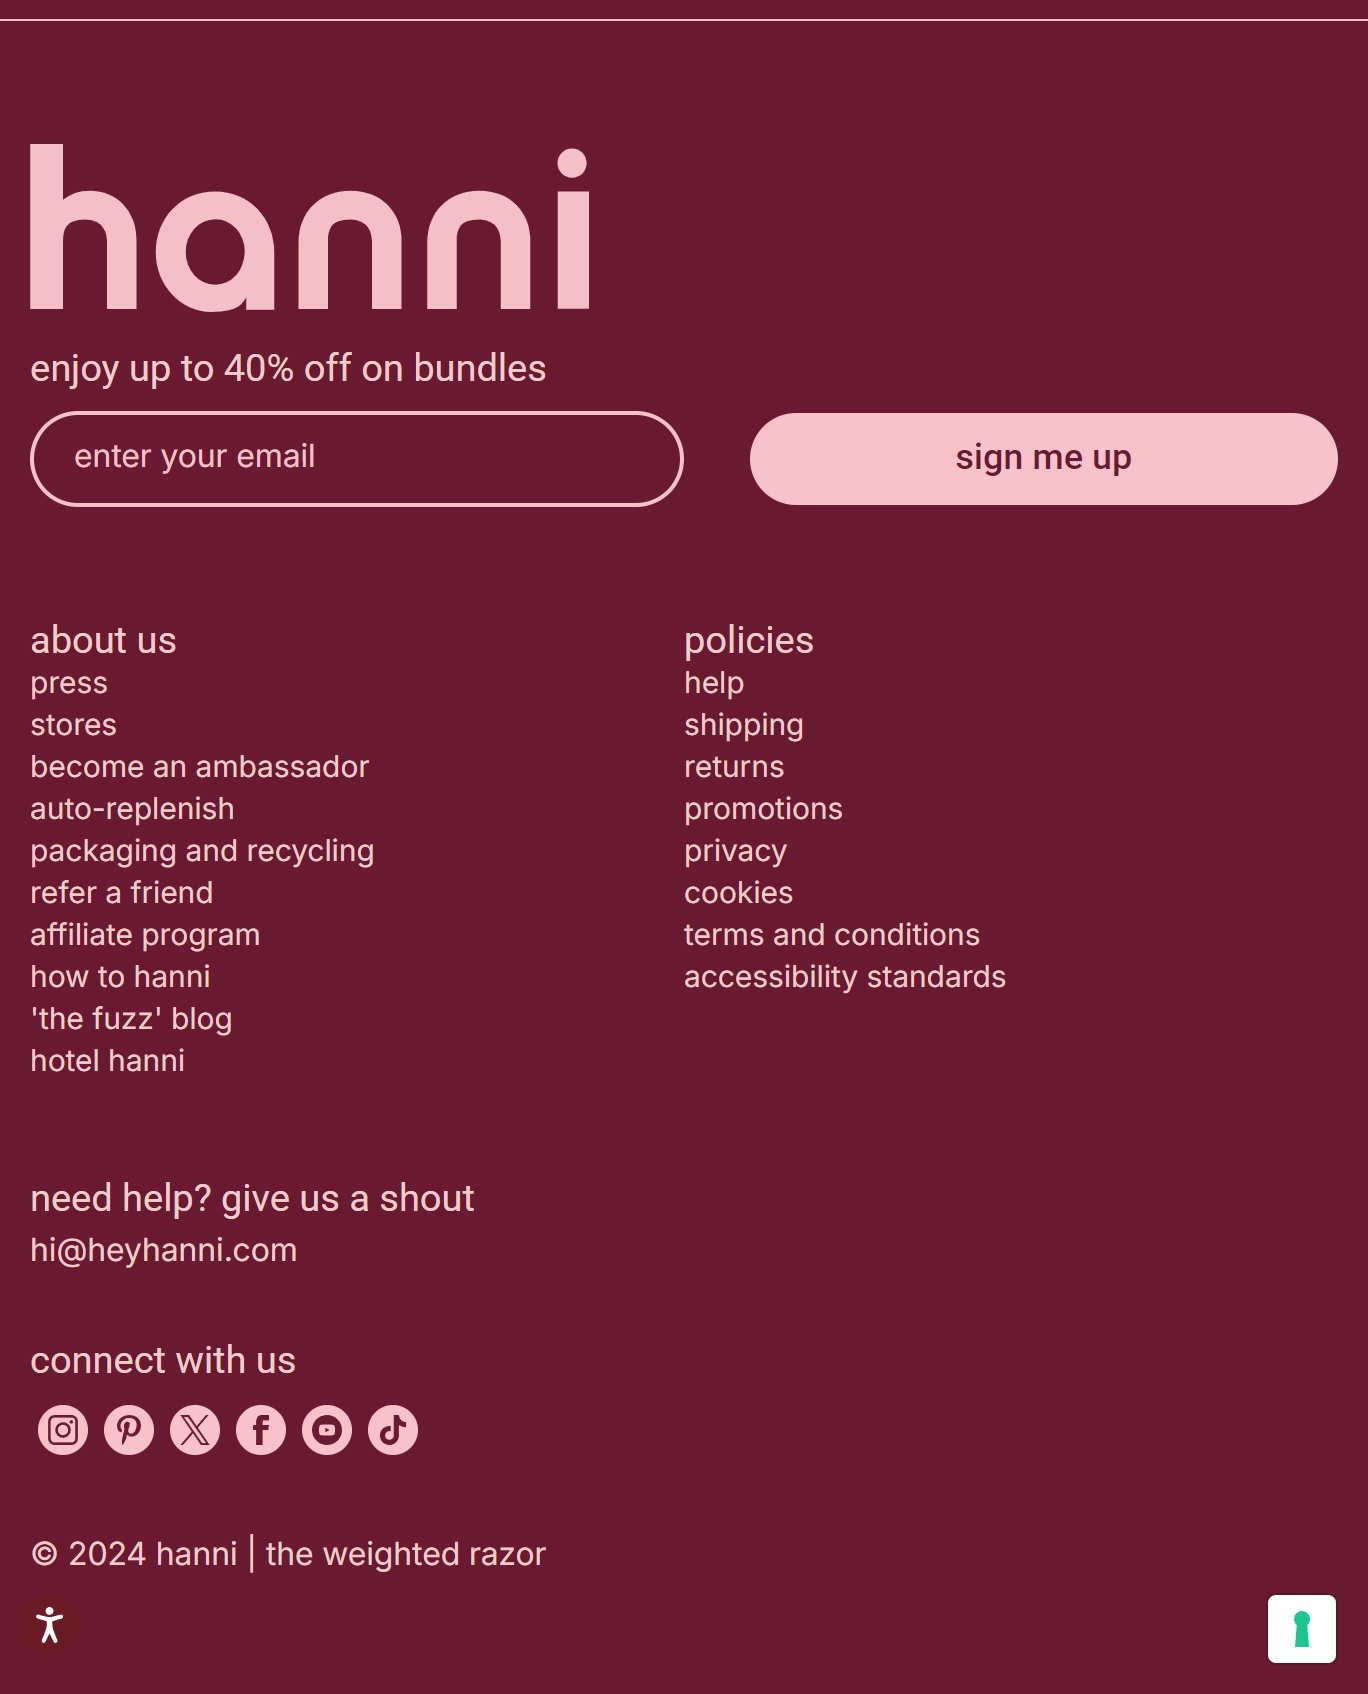 hanni
enjoy up to 40% off on bundles
enter your email
sign me up
about us
press
stores
become an ambassador
auto-replenish
packaging and recycling
refer a friend
affiliate program
how to hanni
'the fuzz' blog
hotel hanni
policies
help
shipping
returns
promotions
privacy
cookies
terms and conditions
accessibility standards
need help? give us a shout
hi@heyhanni.com
connect with us
© 2024 hanni | the weighted razor